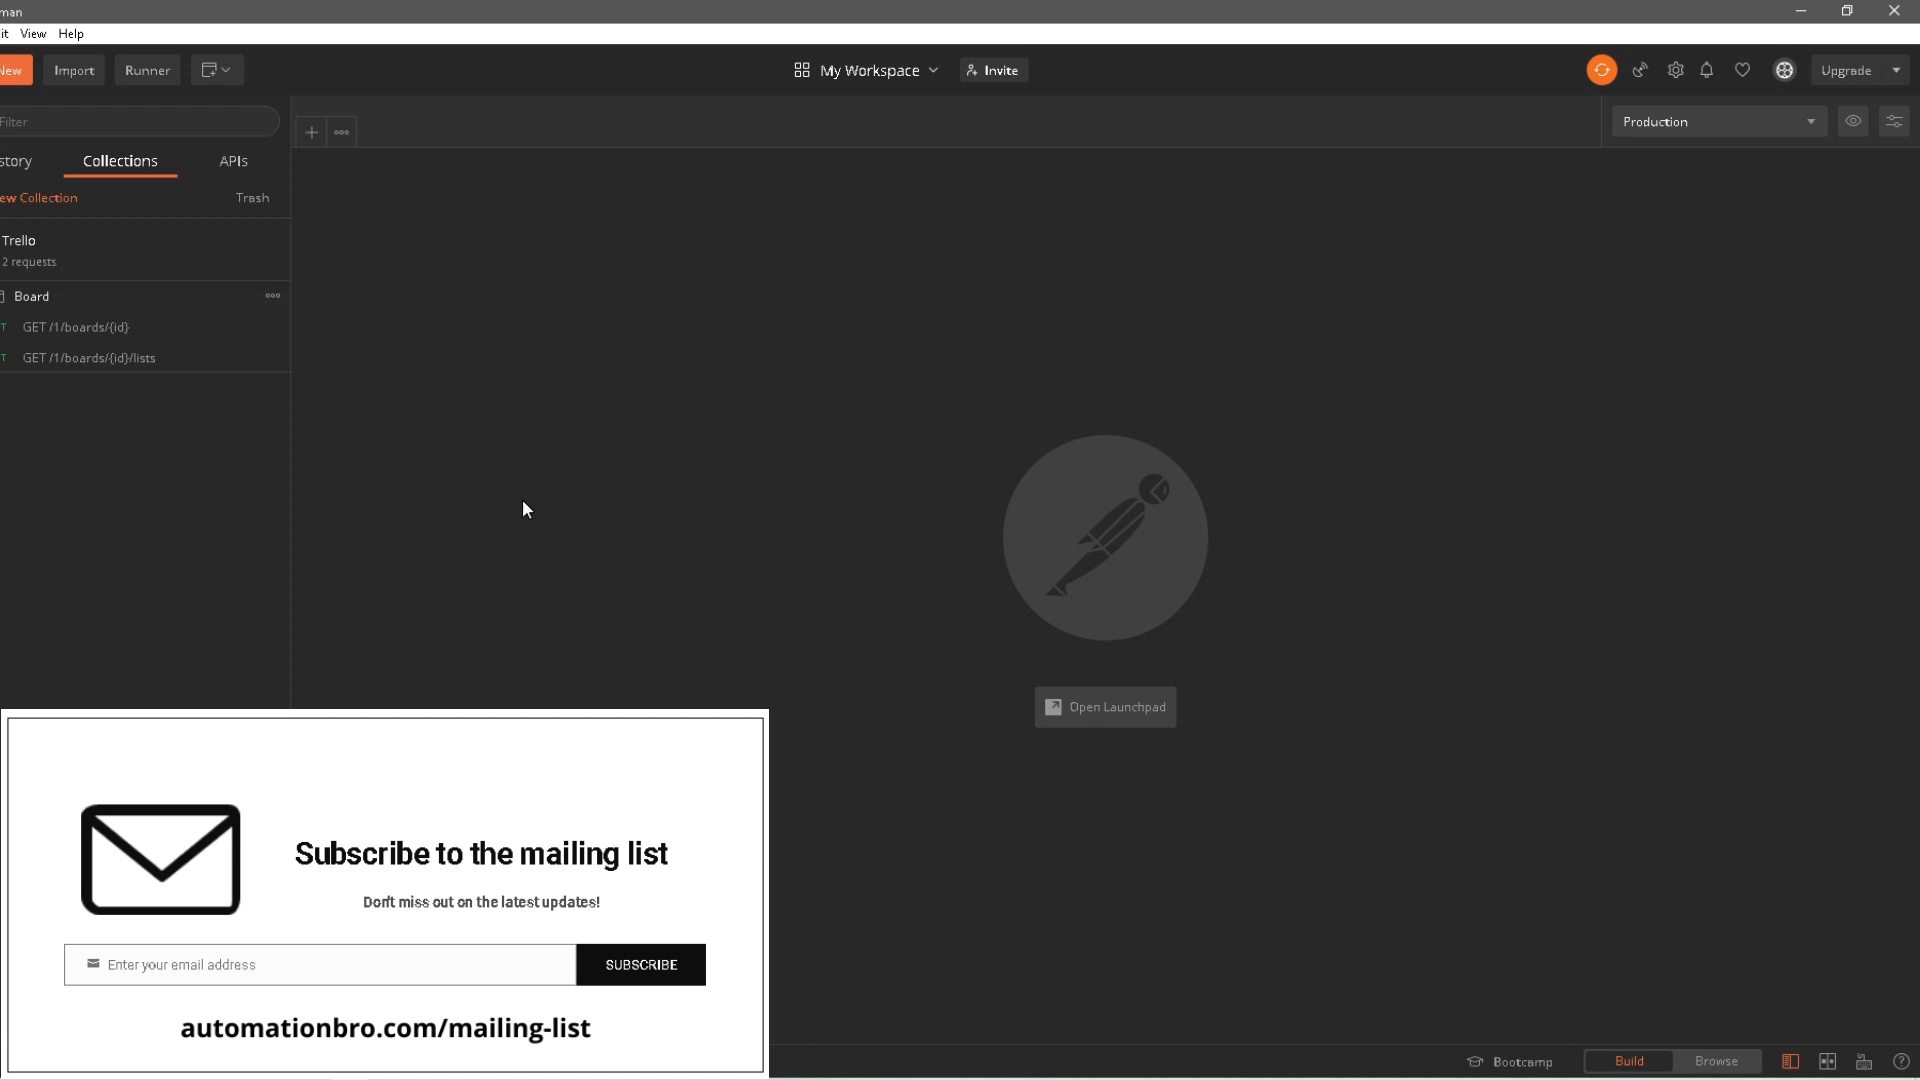 man
it View Help
New Import Runner My Workspace Invite Upgrade
Filter
Production
story Collections APIs
ew Collection Trash
Trello
2 requests
Board
T GET /1/boards/{id}
T GET /1/boards/{id}/lists
Open Launchpad
Subscribe to the mailing list
Don't miss out on the latest updates!
Enter your email address SUBSCRIBE
automationbro.com/mailing-list
Bootcamp Build Browse